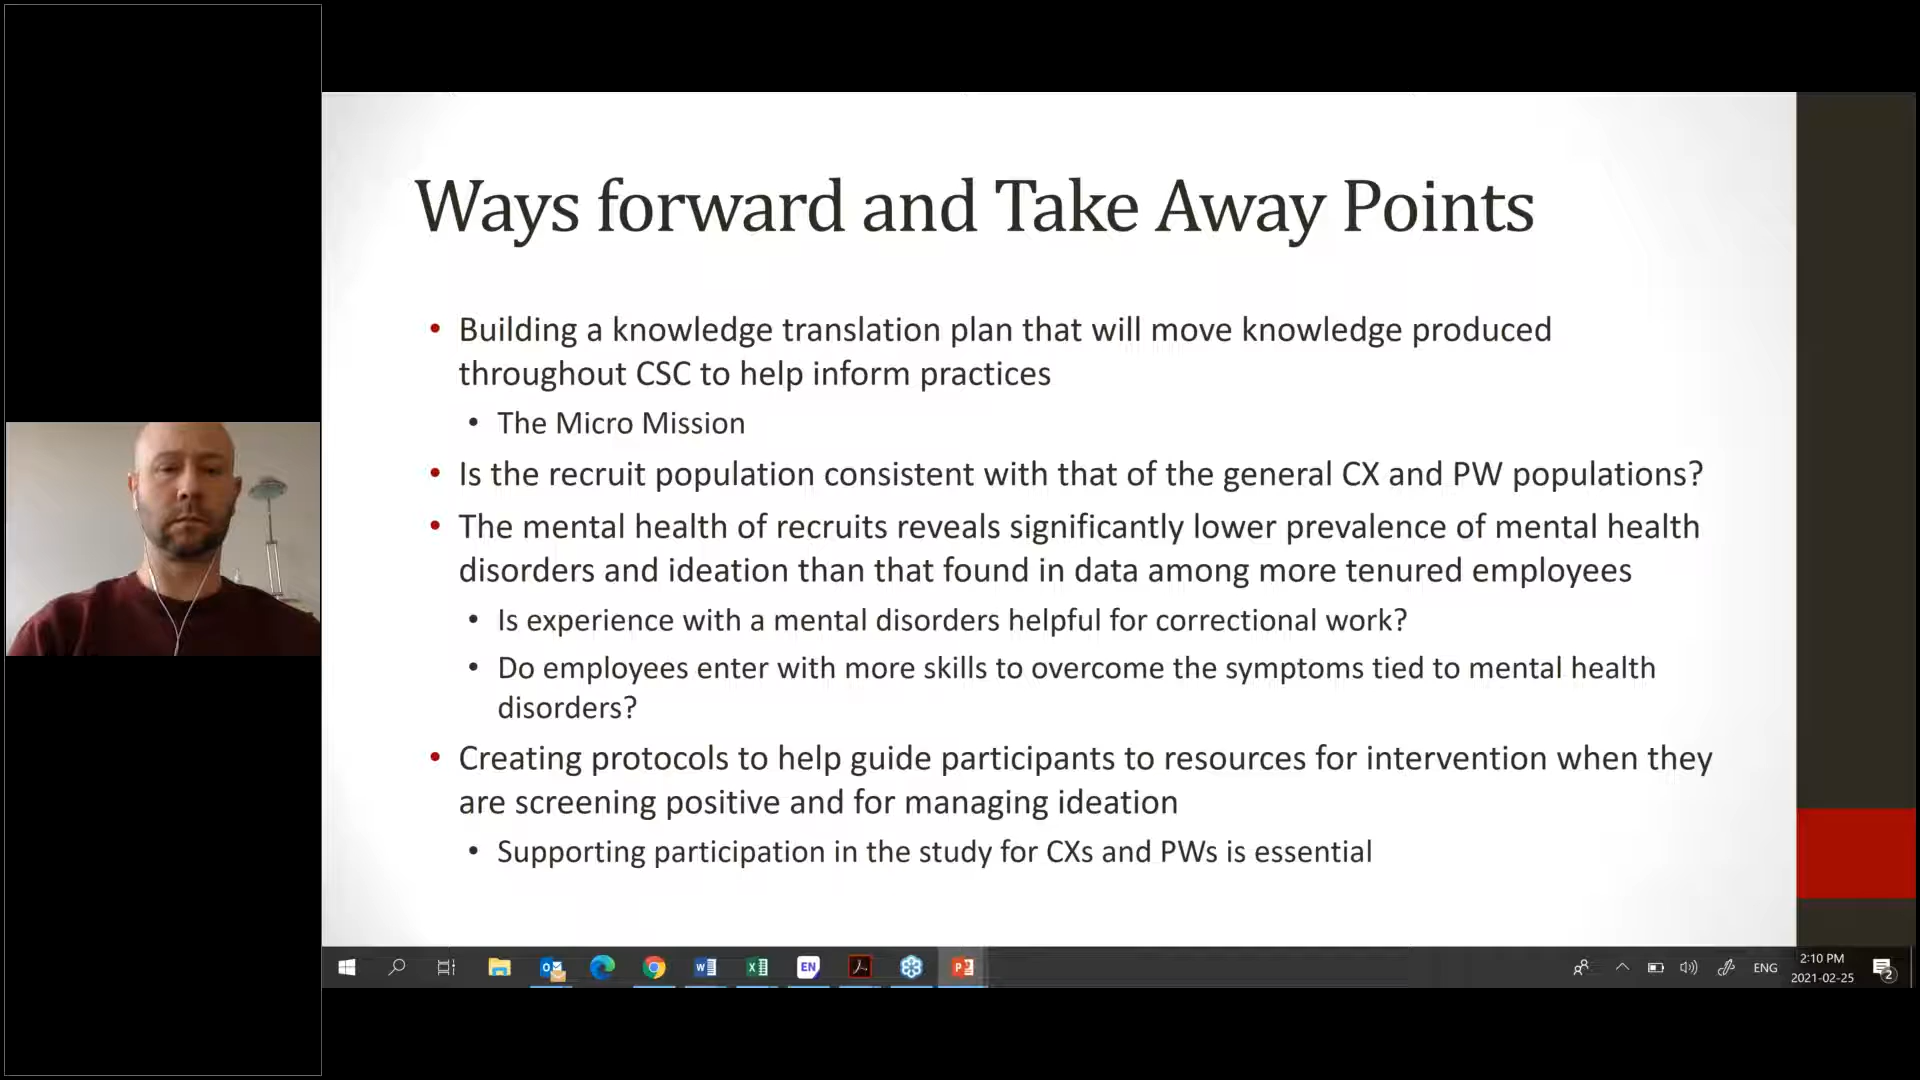 Ways forward and Take Away Points
• Building a knowledge translation plan that will move knowledge produced
throughout CSC to help inform practices
• The Micro Mission
• Is the recruit population consistent with that of the general CX and PW populations?
• The mental health of recruits reveals significantly lower prevalence of mental health
disorders and ideation than that found in data among more tenured employees
• Is experience with a mental disorders helpful for correctional work?
• Do employees enter with more skills to overcome the symptoms tied to mental health
disorders?
• Creating protocols to help guide participants to resources for intervention when they
are screening positive and for managing ideation
• Supporting participation in the study for CXs and PWs is essential
EN
ENG
2:10 PM
2021-02-25
2